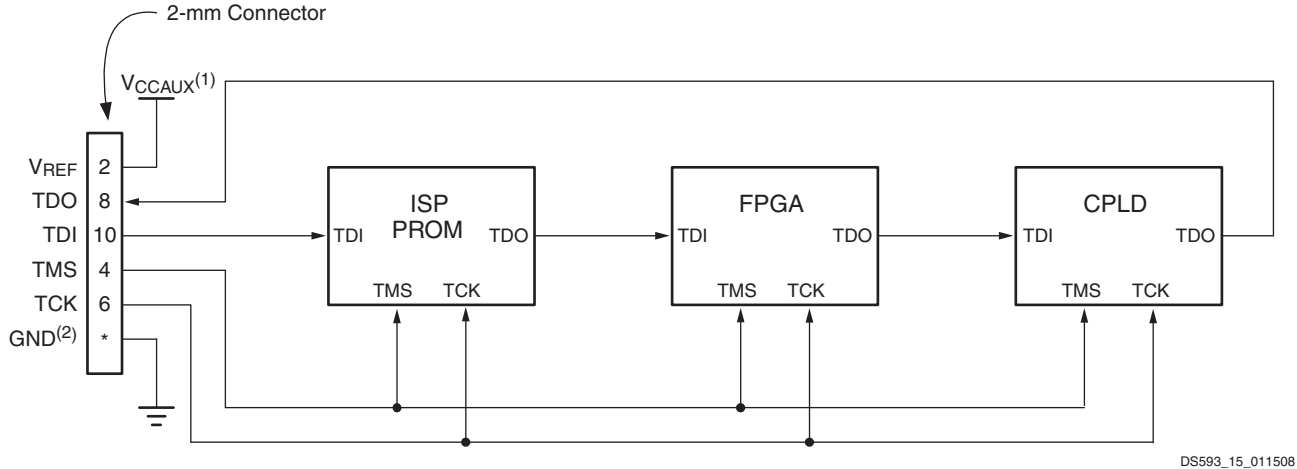 2-mm Connector
VCCAUX(1)
VREF 2
TDO 8
TDI 10
TMS 4
TCK 6
GND(2) *
ISP
PROM
TDI
TDO
TMS TCK
FPGA
TDI
TDO
TMS TCK
CPLD
TDI
TDO
TMS TCK
DS593_15_011508